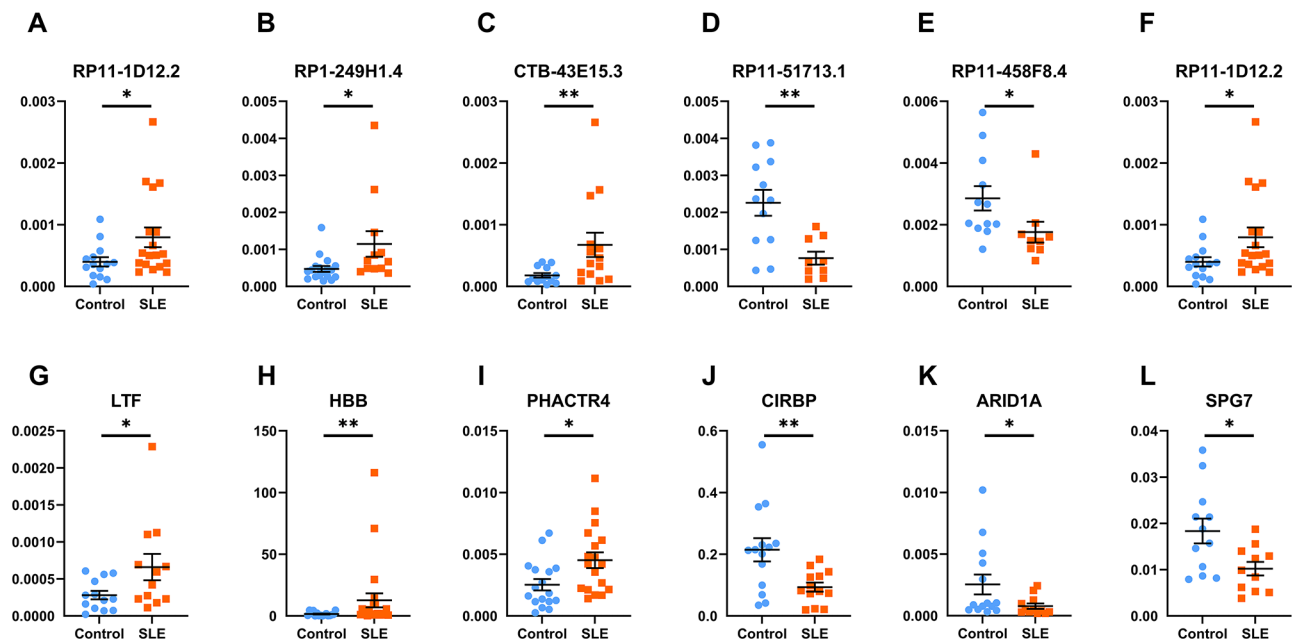 A B C D E F
RP11-1D12.2 RP1-249H1.4 CTB-43E15.3 RP11-51713.1 RP11-458F8.4 RP11-1D12.2
* * ** ** * *
0.003 0.005 0.003 0.005 0.006 0.003
0.004 0.004
0.002 0.002 0.004 0.002
0.003 0.003
0.002 0.002
0.001 0.001 0.002 0.001
0.001 0.001
0.000 0.000 0.000 0.000 0.000 0.000
Control SLE Control SLE Control SLE Control SLE Control SLE Control SLE
G H I J K L
LTF HBB PHACTR4 CIRBP ARID1A SPG7
* ** * ** * *
0.0025 150 0.015 0.6 0.015 0.04
0.0020
0.03
100 0.010 0.4 0.010
0.0015
0.02
0.0010
50 0.005 0.2 0.005
0.01
0.0005
0.0000 0 0.000 0.0 0.000 0.00
Control SLE Control SLE Control SLE Control SLE Control SLE Control SLE